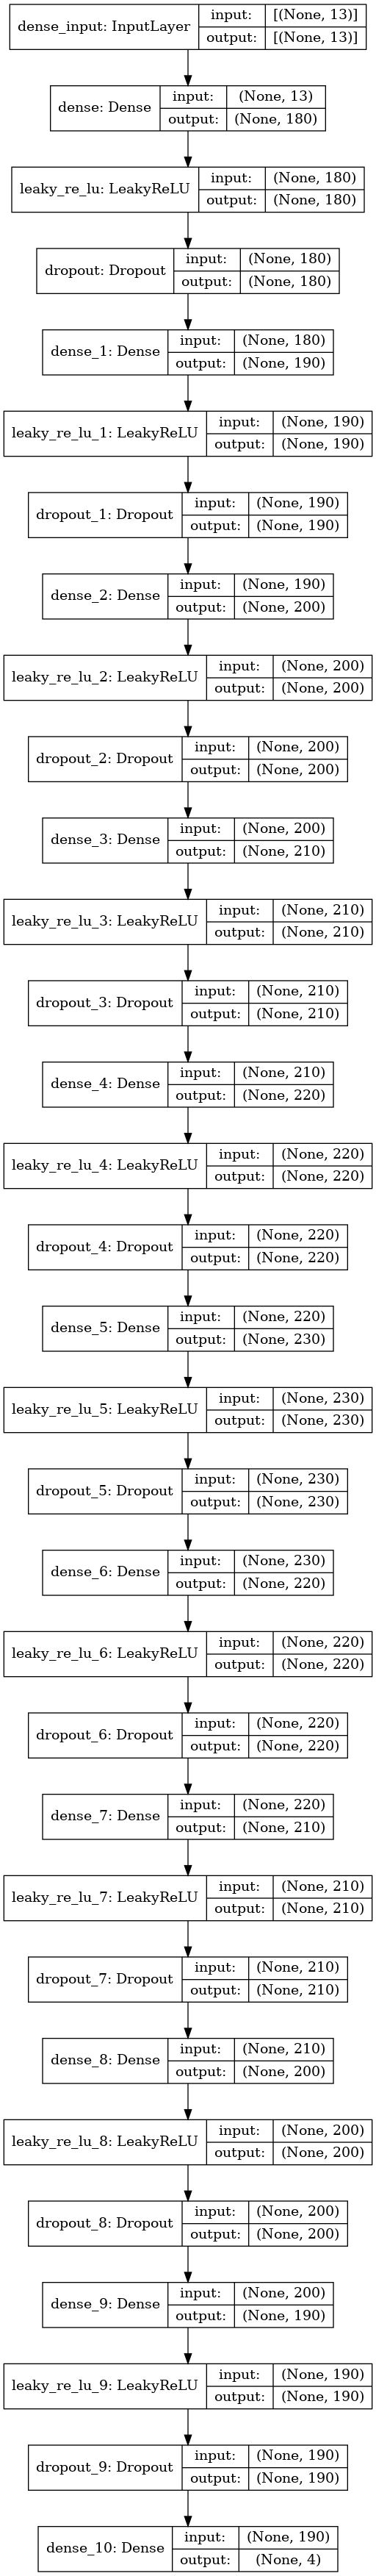 dense_input: InputLayer input: [(None, 13)]
output: [(None, 13)]
dense: Dense input: (None, 13)
output: (None, 180)
leaky_re_lu: LeakyReLU input: (None, 180)
output: (None, 180)
dropout: Dropout input: (None, 180)
output: (None, 180)
dense_1: Dense input: (None, 180)
output: (None, 190)
leaky_re_lu_1: LeakyReLU input: (None, 190)
output: (None, 190)
dropout_1: Dropout input: (None, 190)
output: (None, 190)
dense_2: Dense input: (None, 190)
output: (None, 200)
leaky_re_lu_2: LeakyReLU input: (None, 200)
output: (None, 200)
dropout_2: Dropout input: (None, 200)
output: (None, 200)
dense_3: Dense input: (None, 200)
output: (None, 210)
leaky_re_lu_3: LeakyReLU input: (None, 210)
output: (None, 210)
dropout_3: Dropout input: (None, 210)
output: (None, 210)
dense_4: Dense input: (None, 210)
output: (None, 220)
leaky_re_lu_4: LeakyReLU input: (None, 220)
output: (None, 220)
dropout_4: Dropout input: (None, 220)
output: (None, 220)
dense_5: Dense input: (None, 220)
output: (None, 230)
leaky_re_lu_5: LeakyReLU input: (None, 230)
output: (None, 230)
dropout_5: Dropout input: (None, 230)
output: (None, 230)
dense_6: Dense input: (None, 230)
output: (None, 220)
leaky_re_lu_6: LeakyReLU input: (None, 220)
output: (None, 220)
dropout_6: Dropout input: (None, 220)
output: (None, 220)
dense_7: Dense input: (None, 220)
output: (None, 210)
leaky_re_lu_7: LeakyReLU input: (None, 210)
output: (None, 210)
dropout_7: Dropout input: (None, 210)
output: (None, 210)
dense_8: Dense input: (None, 210)
output: (None, 200)
leaky_re_lu_8: LeakyReLU input: (None, 200)
output: (None, 200)
dropout_8: Dropout input: (None, 200)
output: (None, 200)
dense_9: Dense input: (None, 200)
output: (None, 190)
leaky_re_lu_9: LeakyReLU input: (None, 190)
output: (None, 190)
dropout_9: Dropout input: (None, 190)
output: (None, 190)
dense_10: Dense input: (None, 190)
output: (None, 4)